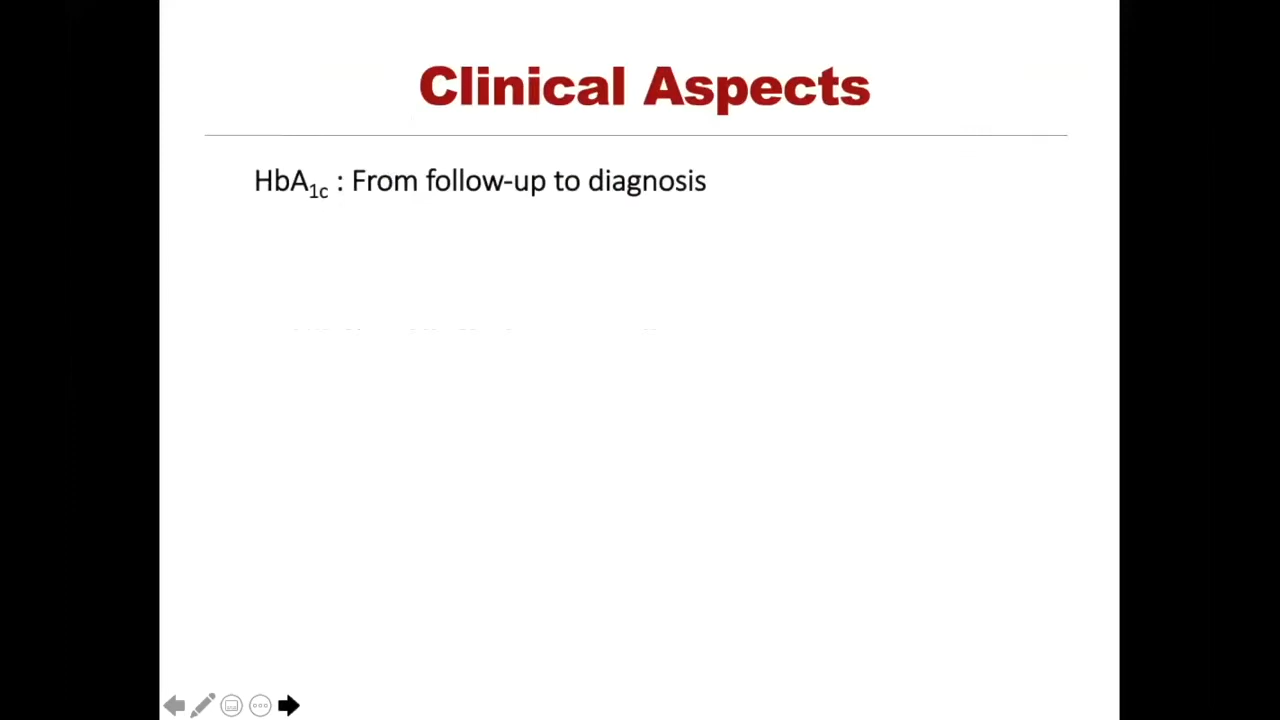 Clinical Aspects
HbA1c : From follow-up to diagnosis